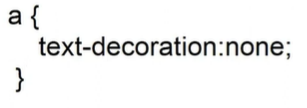 a {
text-decoration:none;
}